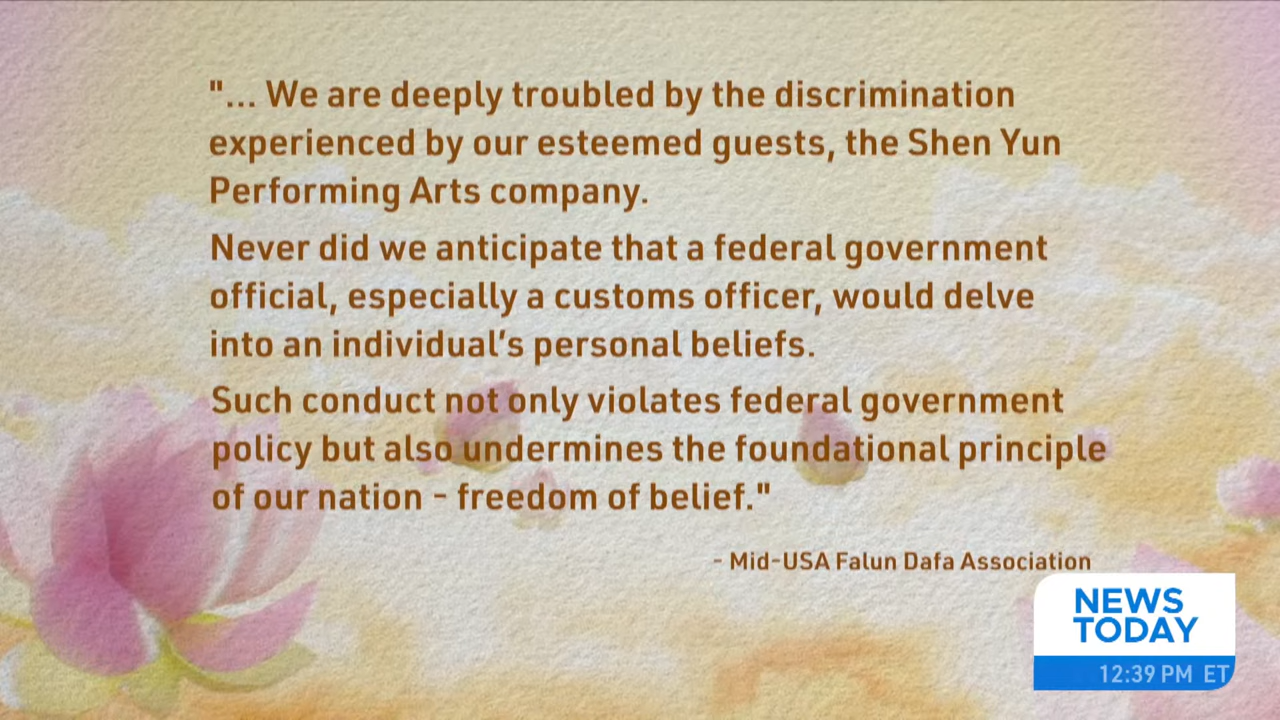 "... We are deeply troubled by the discrimination
experienced by our esteemed guests, the Shen Yun
Performing Arts company.
Never did we anticipate that a federal government
official, especially a customs officer, would delve
into an individual's personal beliefs.
Such conduct not only violates federal government
policy but also undermines the foundational principle
of our nation - freedom of belief."
- Mid-USA Falun Dafa Association
NEWS
TODAY
12:39 PM ET